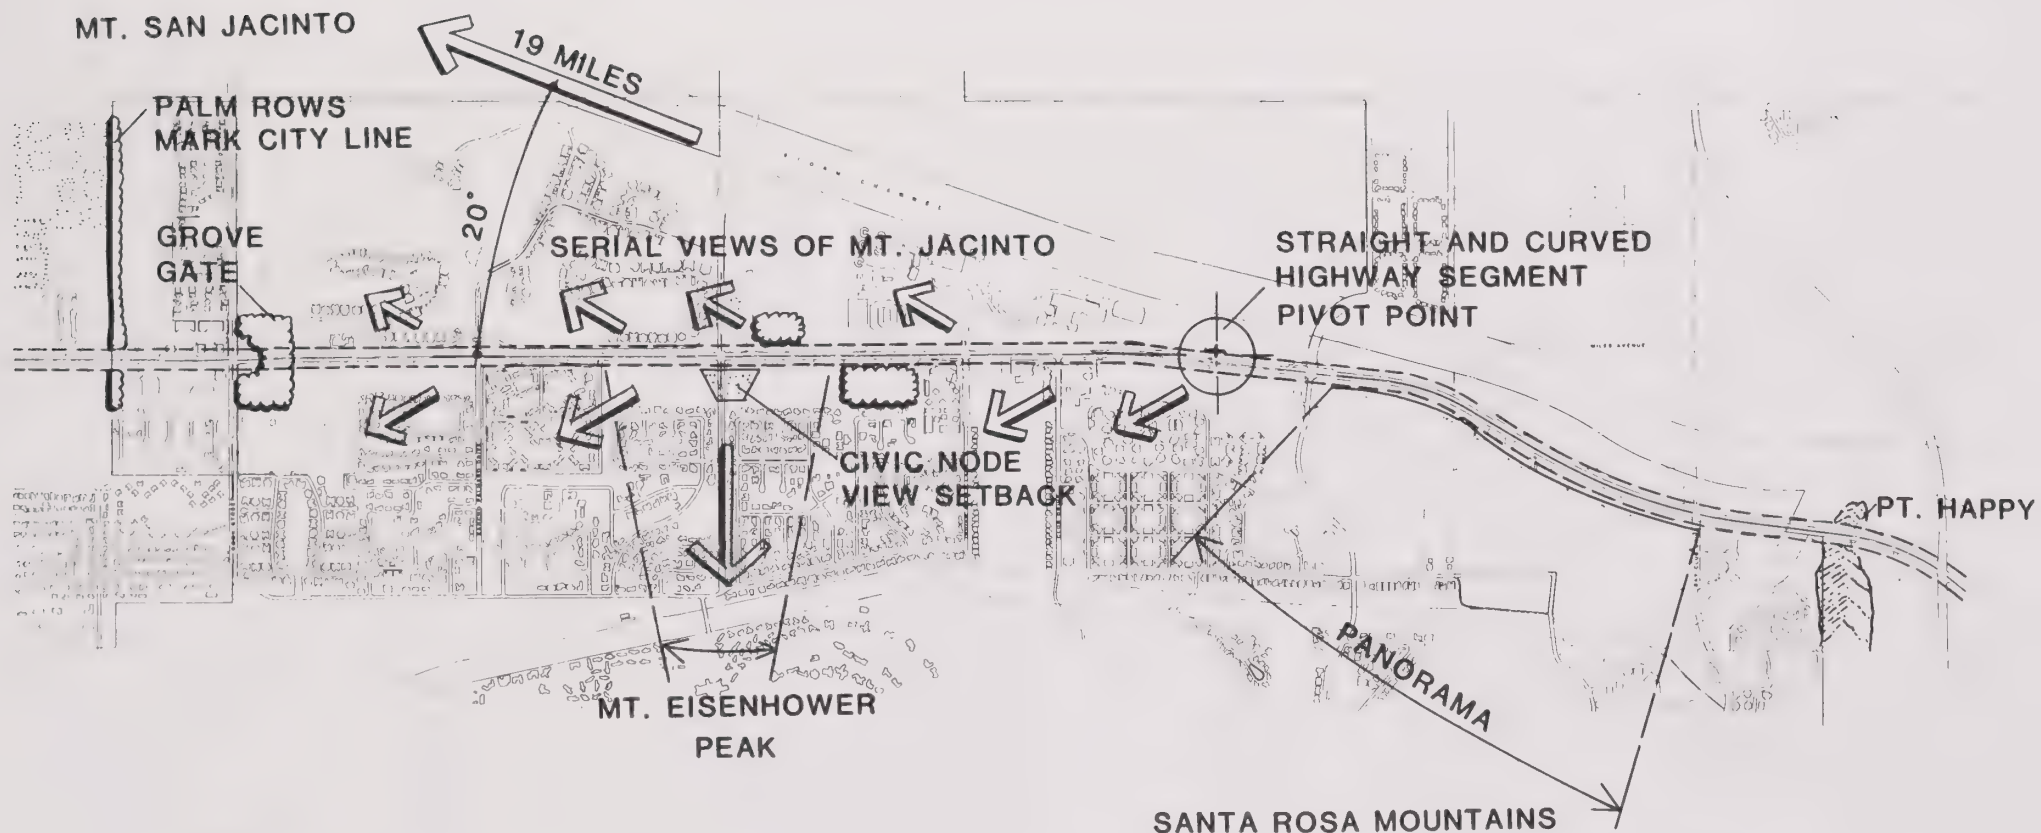 MT. SAN JACINTO
19 MILES
PALM ROWS
MARK CITY LINE
20°
GROVE
GATE
SERIAL VIEWS OF MT. JACINTO
STRAIGHT AND CURVED
HIGHWAY SEGMENT
PIVOT POINT
MILES AVENUE
CIVIC NODE
VIEW SETBACK
PT. HAPPY
PANORAMA
MT. EISENHOWER
PEAK
SANTA ROSA MOUNTAINS